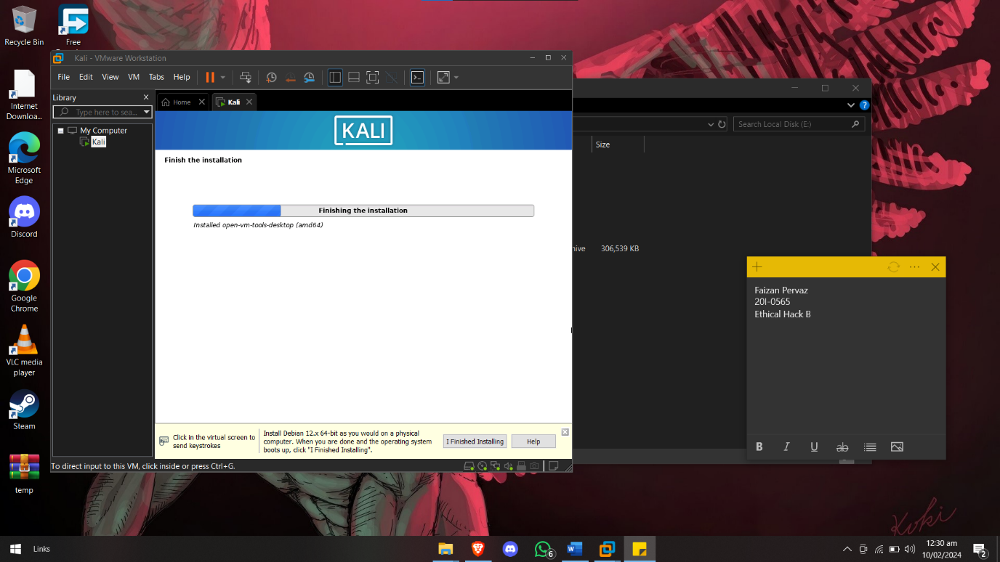 Recycle Bin
Free
Internet
Downloa...
Microsoft
Edge
Discord
Google
Chrome
VLC media
player
Steam
temp
Kali - VMware Workstation
File Edit View VM Tabs Help
Library
Type here to sea...
My Computer
Kali
Home
Kali
KALI
Finish the installation
Finishing the installation
Installed open-vm-tools-desktop (amd64)
Click in the virtual screen to
send keystrokes
Install Debian 12.x 64-bit as you would on a physical
computer. When you are done and the operating system
boots up, click "I Finished Installing".
I Finished Installing
Help
To direct input to this VM, click inside or press Ctrl+G.
Search Local Disk (E:)
Size
hive 306,539 KB
Faizan Pervaz
20I-0565
Ethical Hack B
B I U ab
Links
6
12:30 am
10/02/2024
2